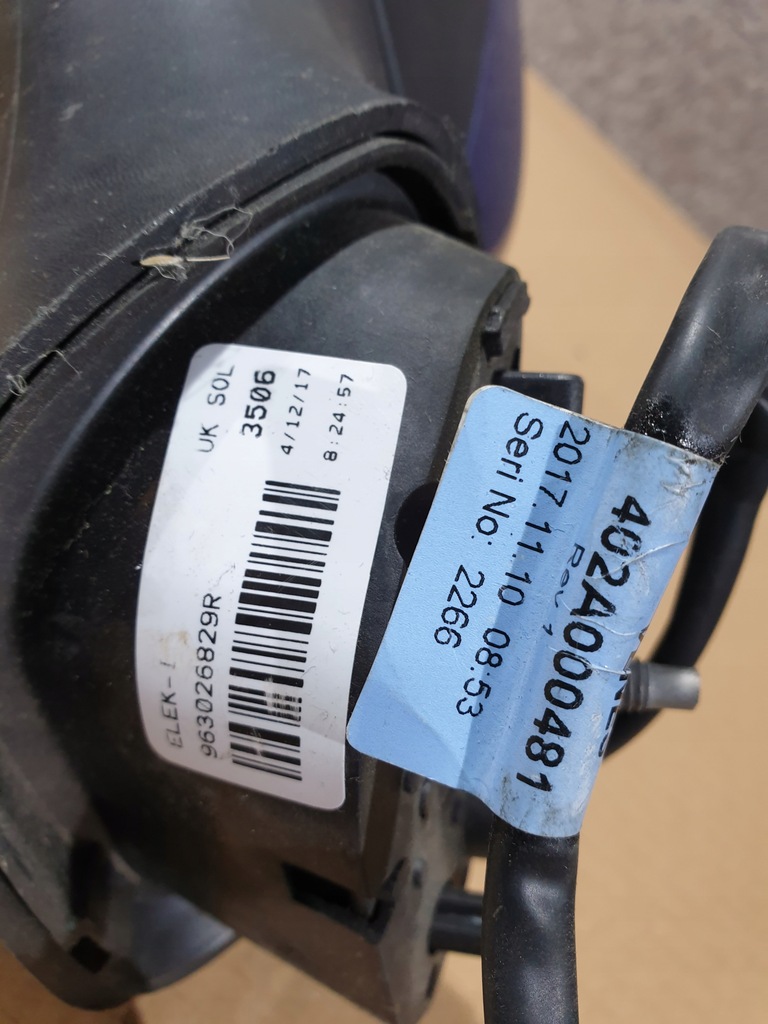 UK SOL
3506
4/12/17
8:24:57
ELEK-
963026829R
402A000481
Rev
2017.11.10 08:53
Seri No: 2266